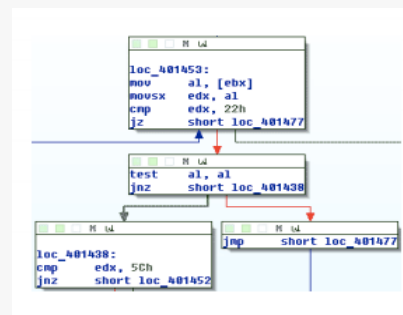 loc_401453:
mov al, [ebx]
movsx edx, al
cmp edx, 22h
jz short loc_401477
test al, al
jnz short loc_401438
loc_401438:
cmp edx, 5Ch
jnz short loc_401452
jmp short loc_401477